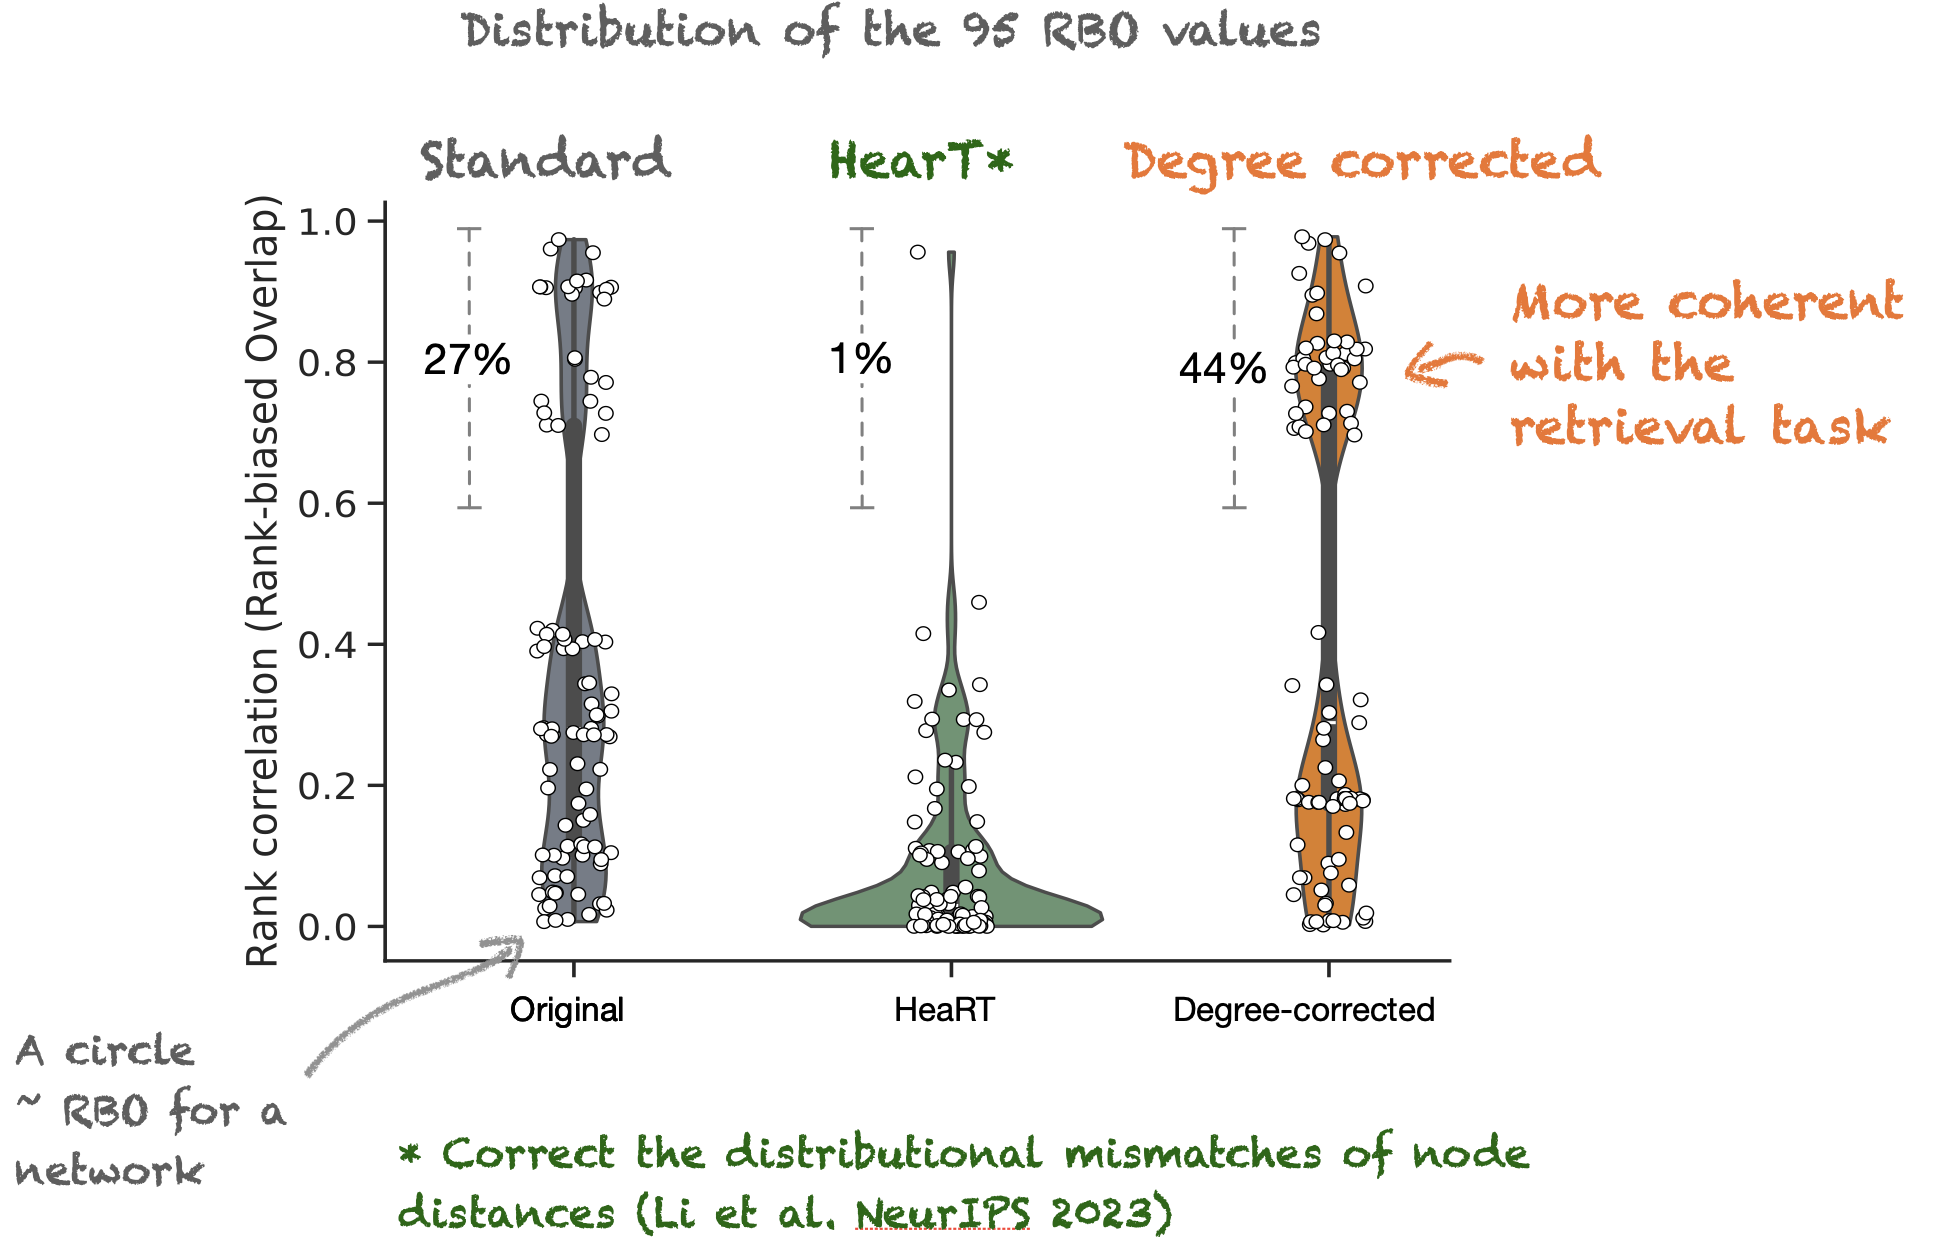 Distribution of the 95 RBO values
Standard
HearT*
Degree corrected
Rank correlation (Rank-biased Overlap)
1.0
0.8
0.6
0.4
0.2
0.0
27%
1%
44%
More coherent
with the
retrieval task
Original
HeaRT
Degree-corrected
A circle
~ RBO for a
network
* Correct the distributional mismatches of node
distances (Li et al. NeurIPS 2023)